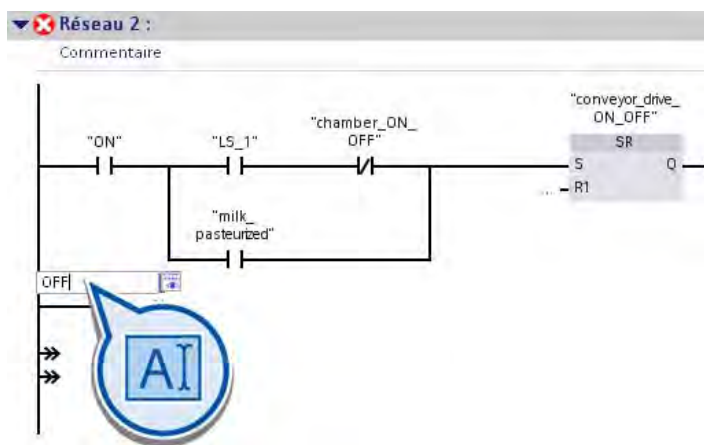 Réseau 2 :
Commentaire
"conveyor_drive_
ON_OFF"
"ON"
"LS_1"
"chamber_ON_
OFF"
SR
S
Q
... R1
"milk_
pasteurized"
OFF
...
A